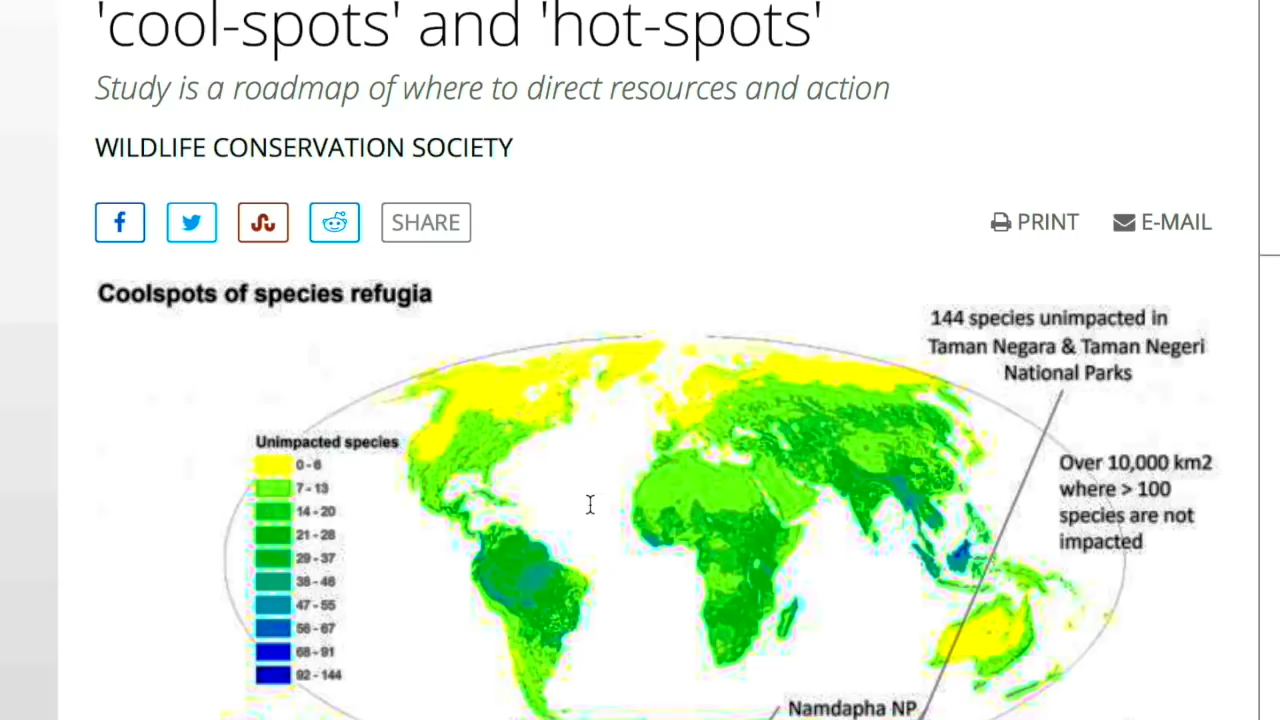 'cool-spots' and 'hot-spots'
Study is a roadmap of where to direct resources and action
WILDLIFE CONSERVATION SOCIETY
SHARE
PRINT
E-MAIL
Coolspots of species refugia
144 species unimpacted in
Taman Negara & Taman Negeri
National Parks
Unimpacted species
0 - 6
7 - 13
14 - 20
21 - 28
29 - 37
38 - 46
47 - 55
56 - 67
68 - 91
92 - 144
Over 10,000 km2
where > 100
species are not
impacted
Namdapha NP